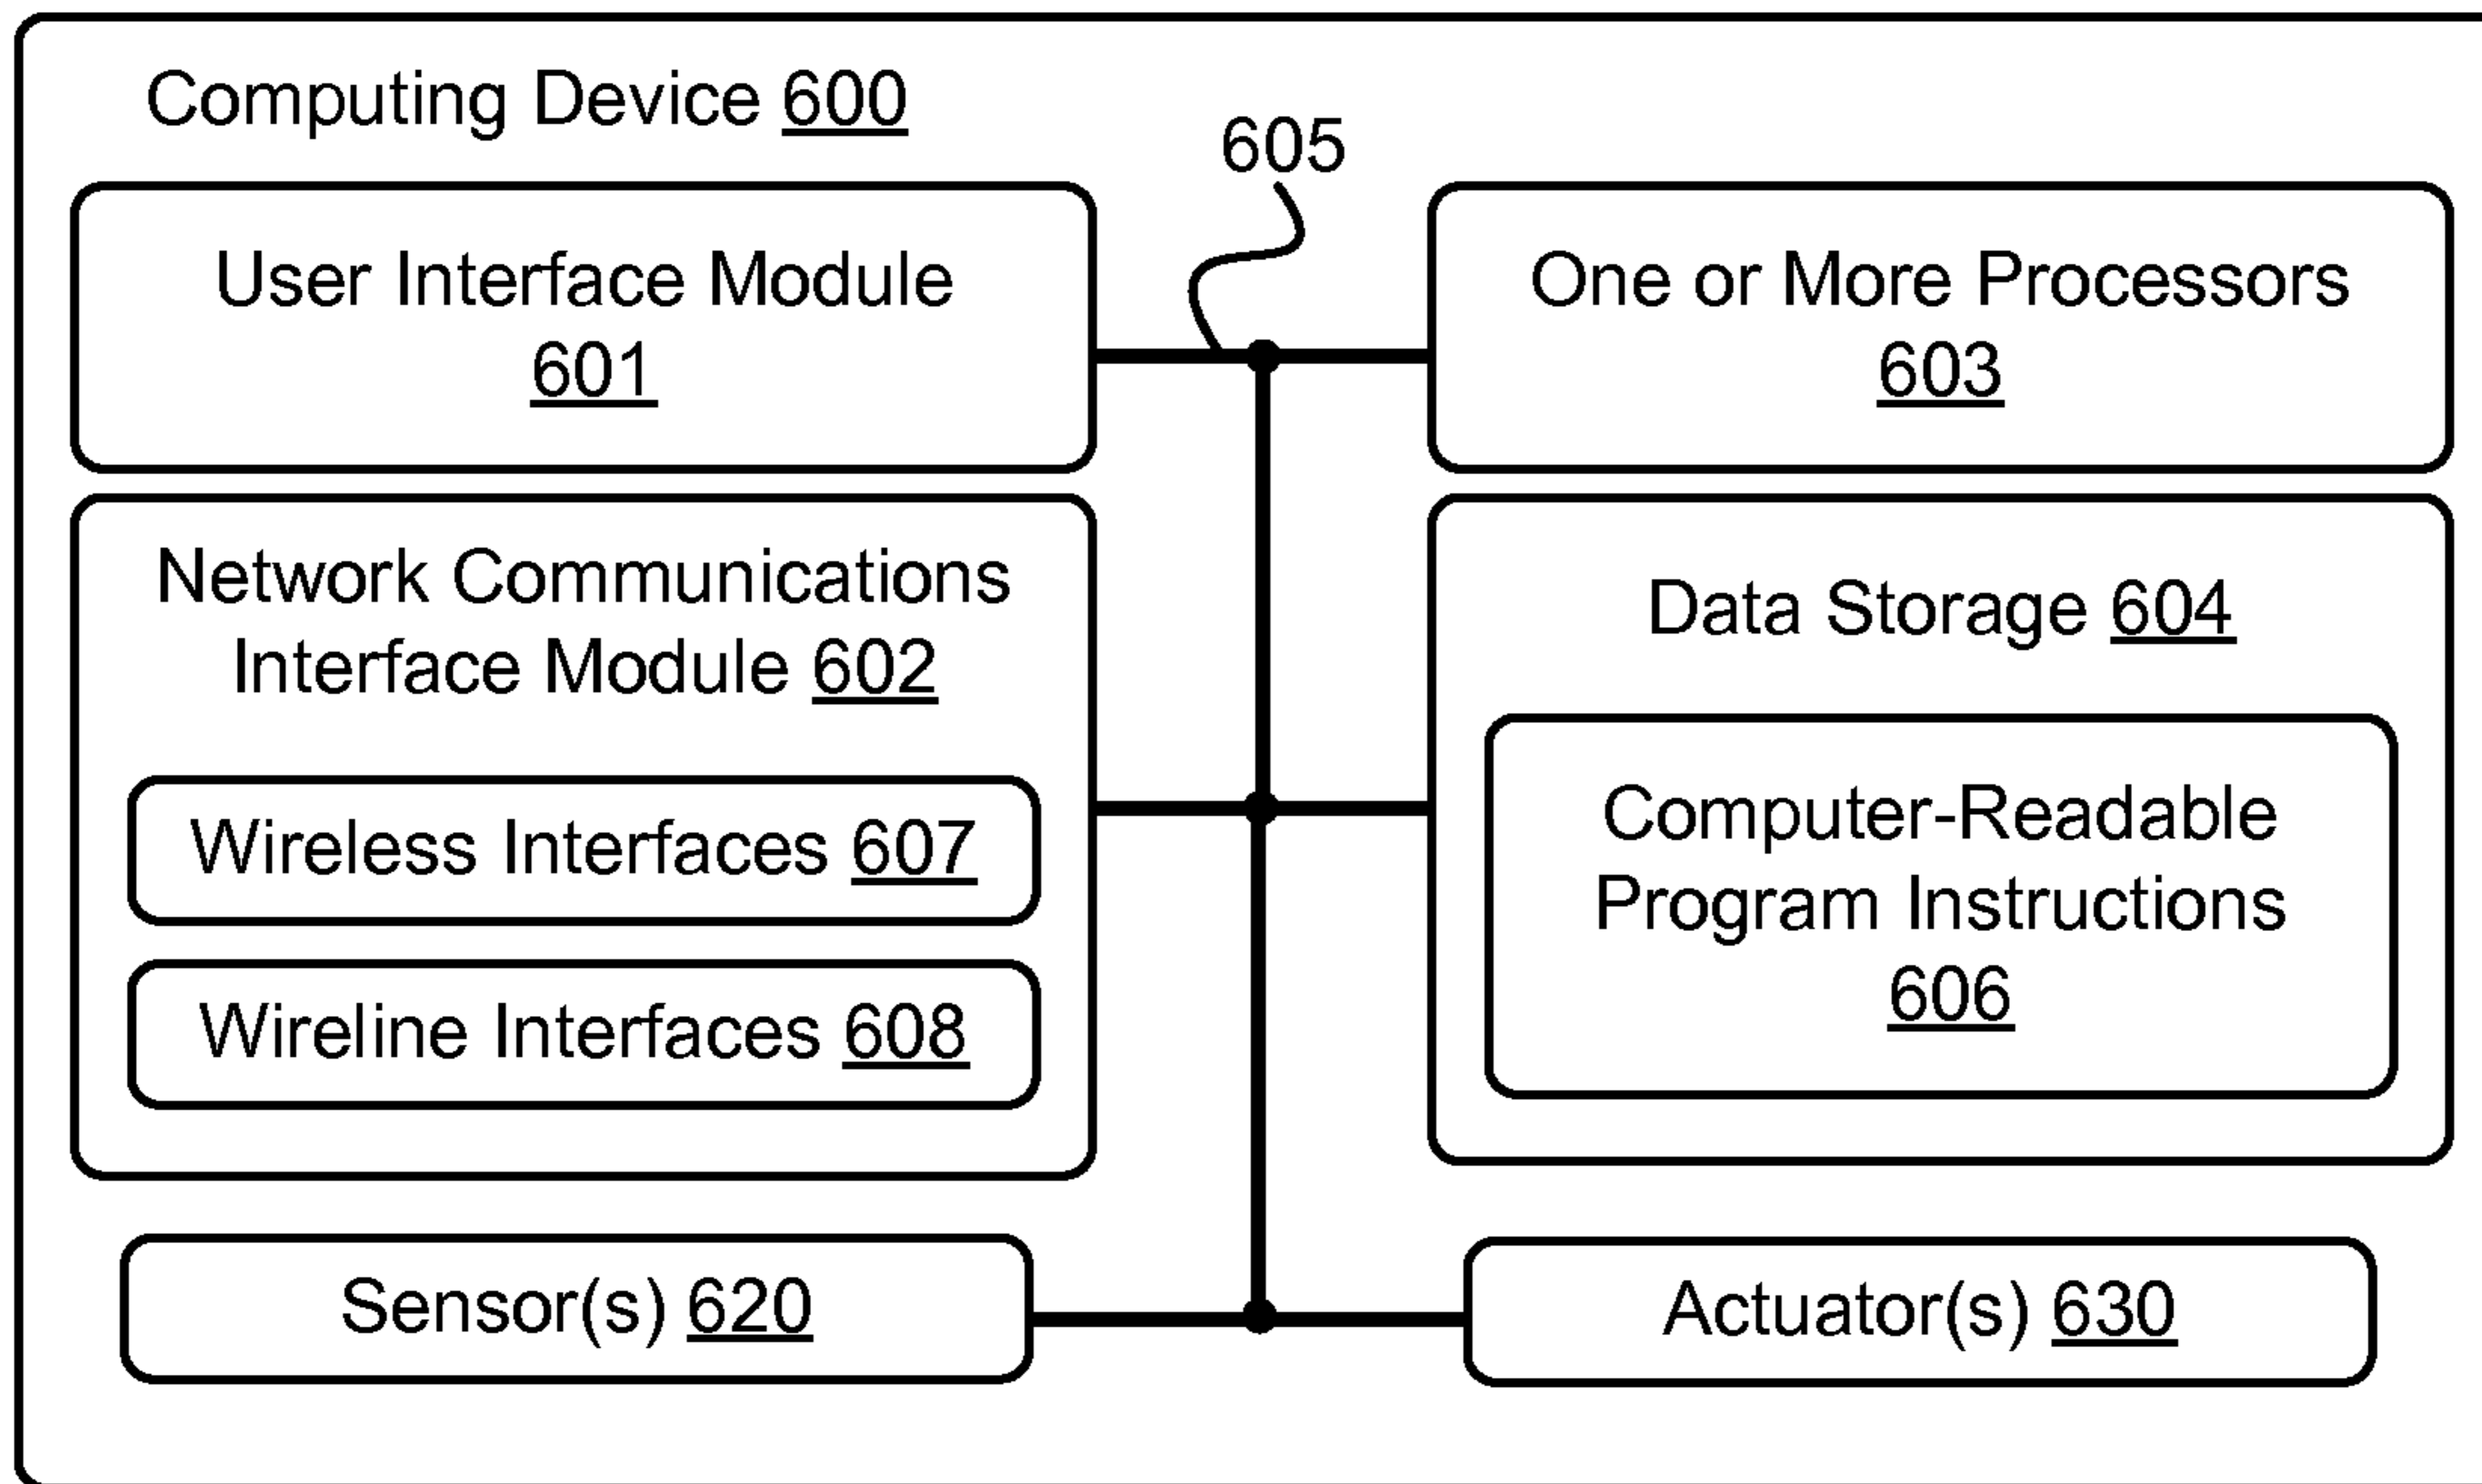 Computing Device 600
605
User Interface Module
601
One or More Processors
603
Network Communications
Interface Module 602
Wireless Interfaces 607
Wireline Interfaces 608
Data Storage 604
Computer-Readable
Program Instructions
606
Sensor(s) 620
Actuator(s) 630